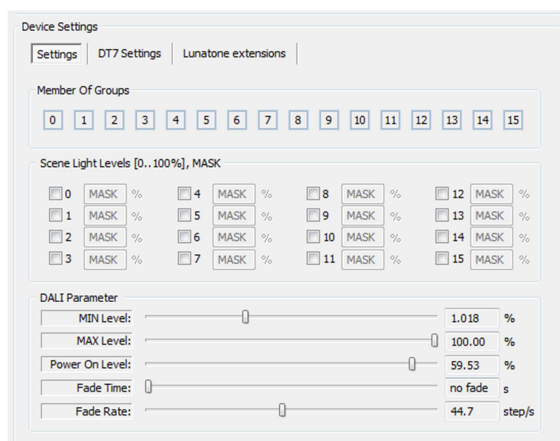 Device Settings
Settings DT7 Settings Lunatone extensions
Member Of Groups
0 1 2 3 4 5 6 7 8 9 10 11 12 13 14 15
Scene Light Levels [0..100%], MASK
0 MASK % 4 MASK % 8 MASK % 12 MASK %
1 MASK % 5 MASK % 9 MASK % 13 MASK %
2 MASK % 6 MASK % 10 MASK % 14 MASK %
3 MASK % 7 MASK % 11 MASK % 15 MASK %
DALI Parameter
MIN Level: 1.018 %
MAX Level: 100.00 %
Power On Level: 59.53 %
Fade Time: no fade s
Fade Rate: 44.7 step/s